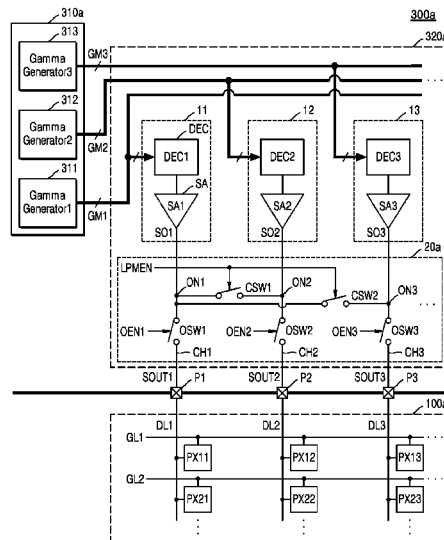 300a
310a
313
Gamma
Generator3
GM3
320a
312
Gamma
Generator2
GM2
11
12
13
DEC
DEC1
DEC2
DEC3
311
Gamma
Generator1
GM1
SA
SA1
SA2
SA3
SO1
SO2
SO3
20a
LPMEN
ON1
CSW1
ON2
CSW2
ON3
OEN1
OSW1
OEN2
OSW2
OEN3
OSW3
CH1
CH2
CH3
SOUT1
P1
SOUT2
P2
SOUT3
P3
100a
DL1
DL2
DL3
GL1
PX11
PX12
PX13
GL2
PX21
PX22
PX23